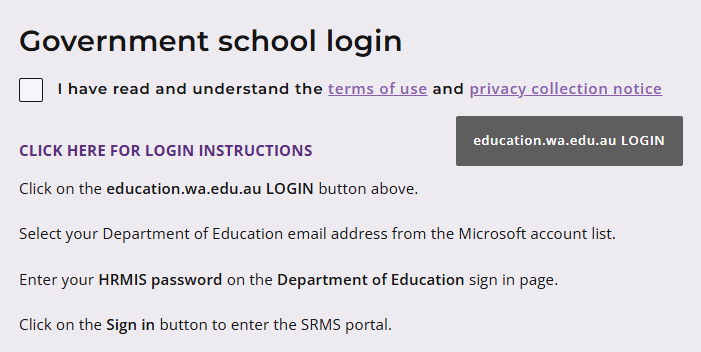 Government school login
I have read and understand the terms of use and privacy collection notice
education.wa.edu.au LOGIN
CLICK HERE FOR LOGIN INSTRUCTIONS
Click on the education.wa.edu.au LOGIN button above.
Select your Department of Education email address from the Microsoft account list.
Enter your HRMIS password on the Department of Education sign in page.
Click on the Sign in button to enter the SRMS portal.